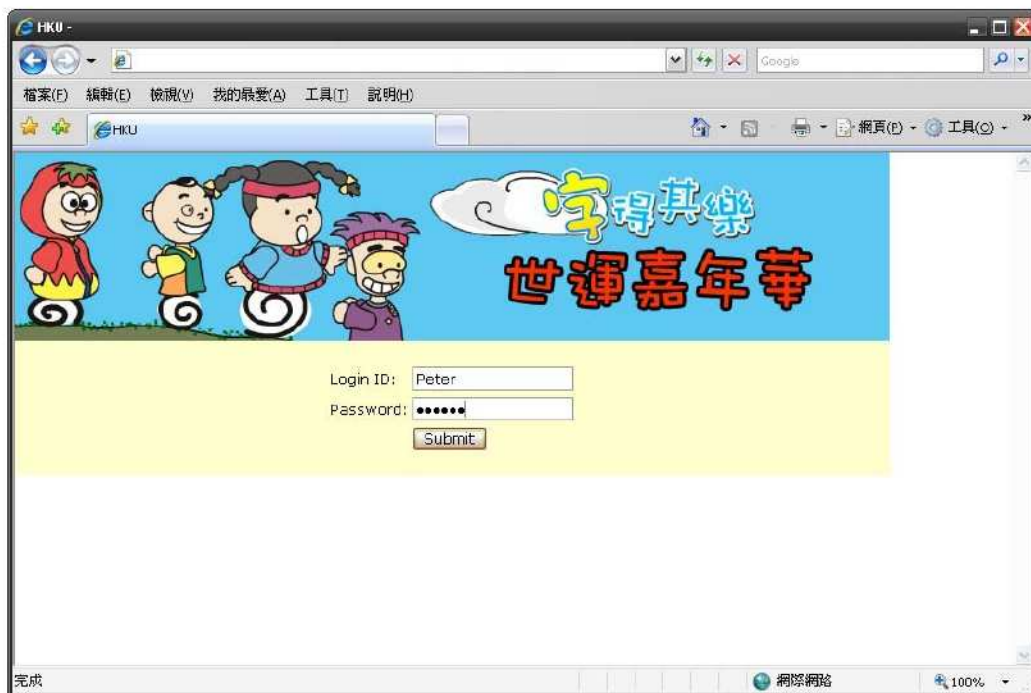 HKU -
Google
檔案(F) 編輯(E) 檢視(V) 我的最愛(A) 工具(T) 說明(H)
HKU
網頁(P)
工具(O)
»
字得其樂
世運嘉年華
Login ID: Peter
Password: ••••••
Submit
完成
網際網路
100%